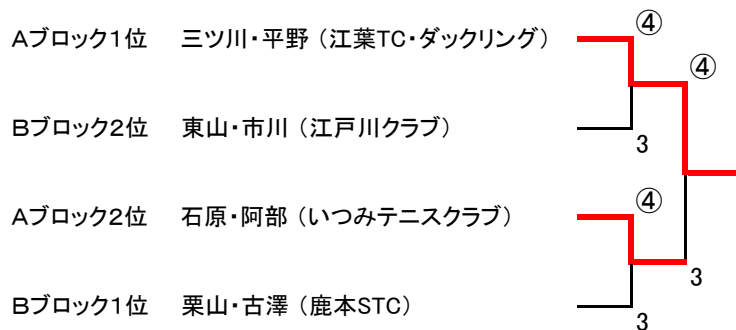 ④
Aブロック1位 三ツ川・平野（江葉TC・ダックリング）
④
Bブロック2位 東山・市川（江戸川クラブ）
3
Aブロック2位 石原・阿部（いつみテニスクラブ）
④
3
Bブロック1位 栗山・古澤（鹿本STC）
3